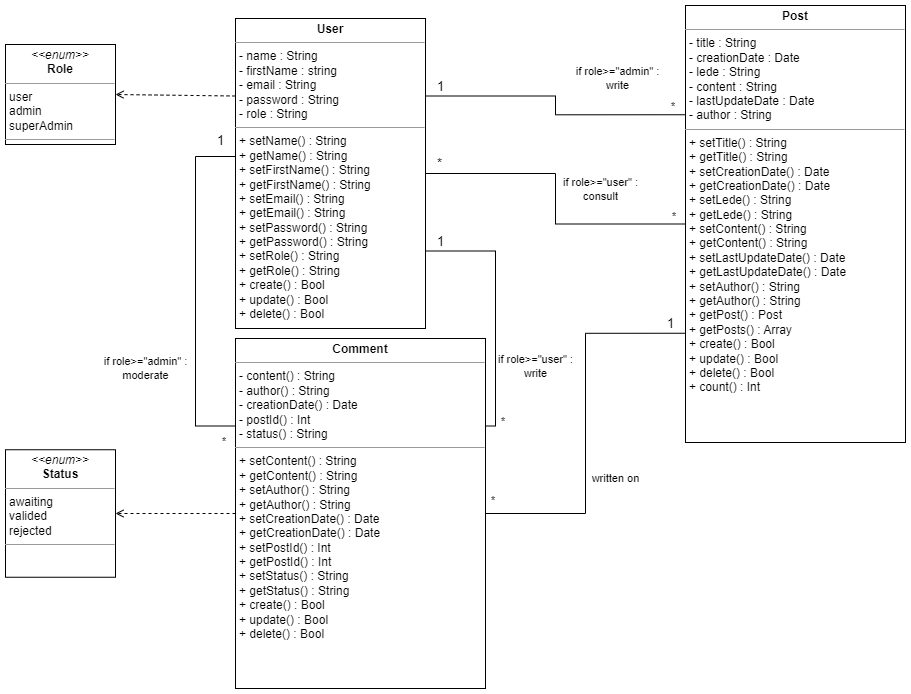 <<enum>>
Role
user
admin
superAdmin
User
- name : String
- firstName : string
- email : String
- password : String
- role : String
+ setName() : String
+ getName() : String
+ setFirstName() : String
+ getFirstName() : String
+ setEmail() : String
+ getEmail() : String
+ setPassword() : String
+ getPassword() : String
+ setRole() : String
+ getRole() : String
+ create() : Bool
+ update() : Bool
+ delete() : Bool
Post
- title : String
- creationDate : Date
- lede : String
- content : String
- lastUpdateDate : Date
- author : String
+ setTitle() : String
+ getTitle() : String
+ setCreationDate() : Date
+ getCreationDate() : Date
+ setLede() : String
+ getLede() : String
+ setContent() : String
+ getContent() : String
+ setLastUpdateDate() : Date
+ getLastUpdateDate() : Date
+ setAuthor() : String
+ getAuthor() : String
+ getPost() : Post
+ getPosts() : Array
+ create() : Bool
+ update() : Bool
+ delete() : Bool
+ count() : Int
1
if role>="admin" :
write
*
*
if role>="user" :
consult
*
1
if role>="admin" :
moderate
*
1
if role>="user" :
write
*
1
written on
*
Comment
- content() : String
- author() : String
- creationDate() : Date
- postId() : Int
- status() : String
+ setContent() : String
+ getContent() : String
+ setAuthor() : String
+ getAuthor() : String
+ setCreationDate() : Date
+ getCreationDate() : Date
+ setPostId() : Int
+ getPostId() : Int
+ setStatus() : String
+ getStatus() : String
+ create() : Bool
+ update() : Bool
+ delete() : Bool
<<enum>>
Status
awaiting
valided
rejected